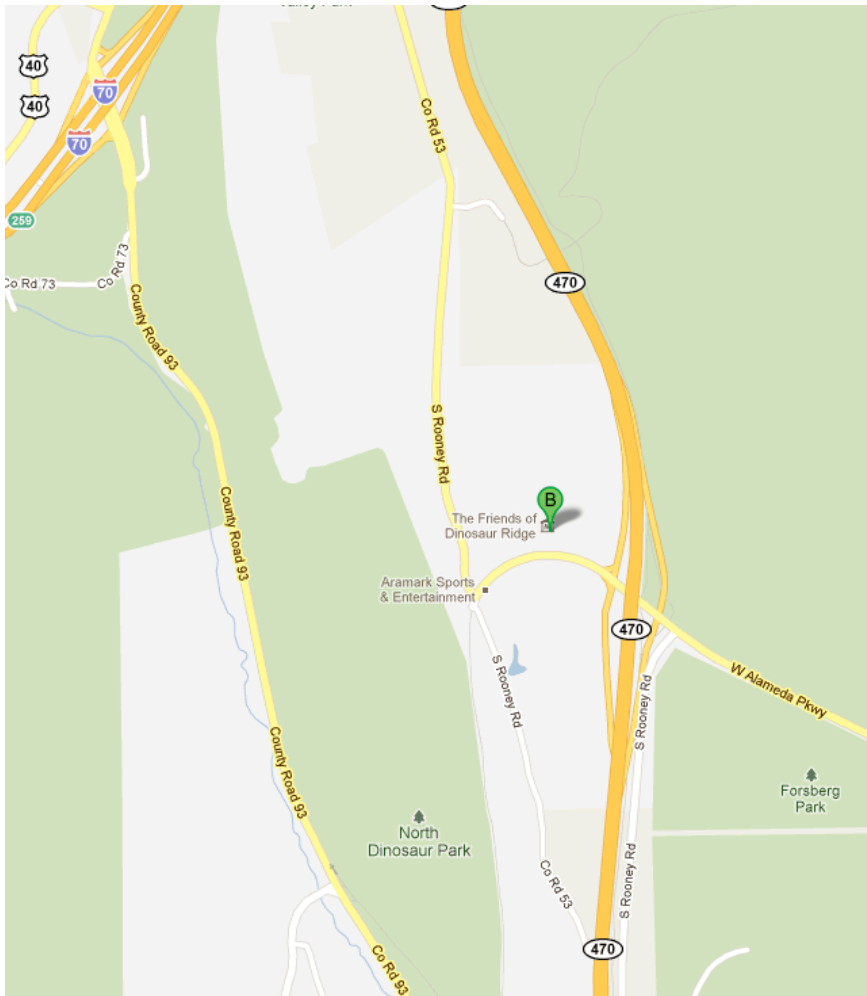 Valley Park
40
40
70
70
Co Rd 53
259
Co Rd 73
Co Rd 73
470
County Road 93
S Rooney Rd
B
The Friends of
Dinosaur Ridge
County Road 93
Aramark Sports
& Entertainment
470
S Rooney Rd
W Alameda Pkwy
S Rooney Rd
County Road 93
Forsberg
Park
North
Dinosaur Park
S Rooney Rd
Co Rd 53
470
Co Rd 93